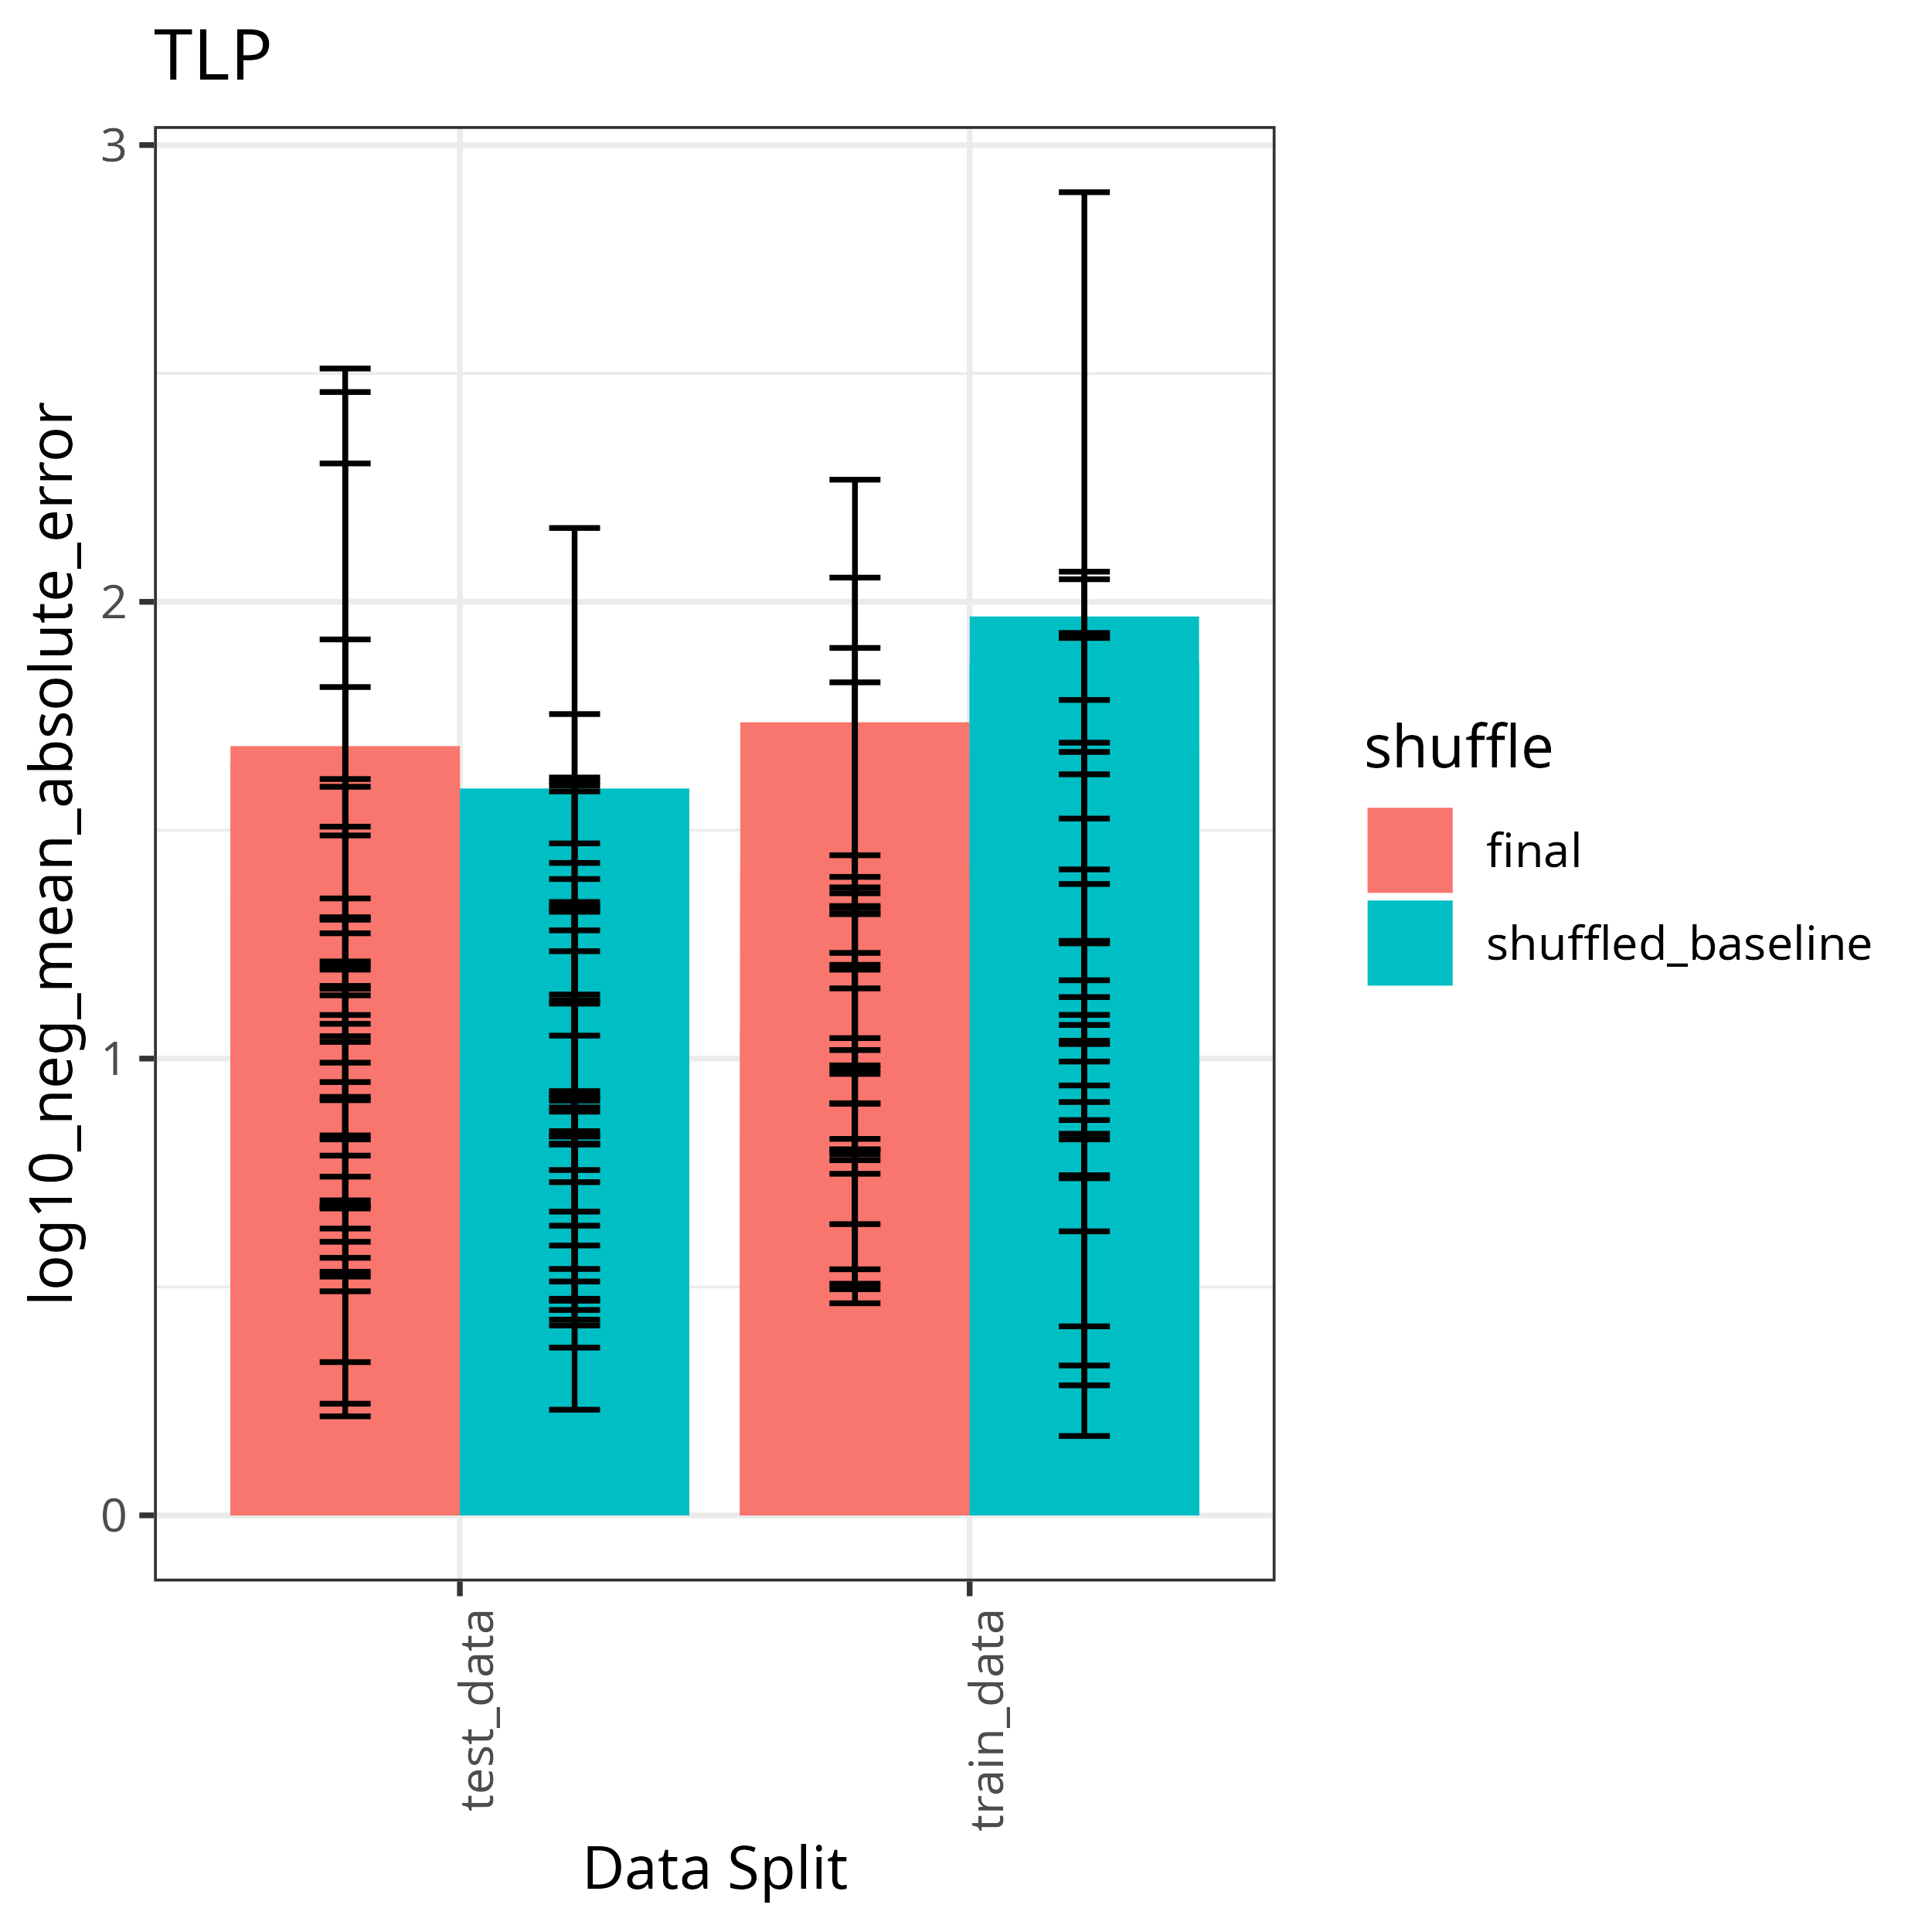 TLP
log10_neg_mean_absolute_error
3
2
1
0
test_data
train_data
Data Split
shuffle
final
shuffled_baseline